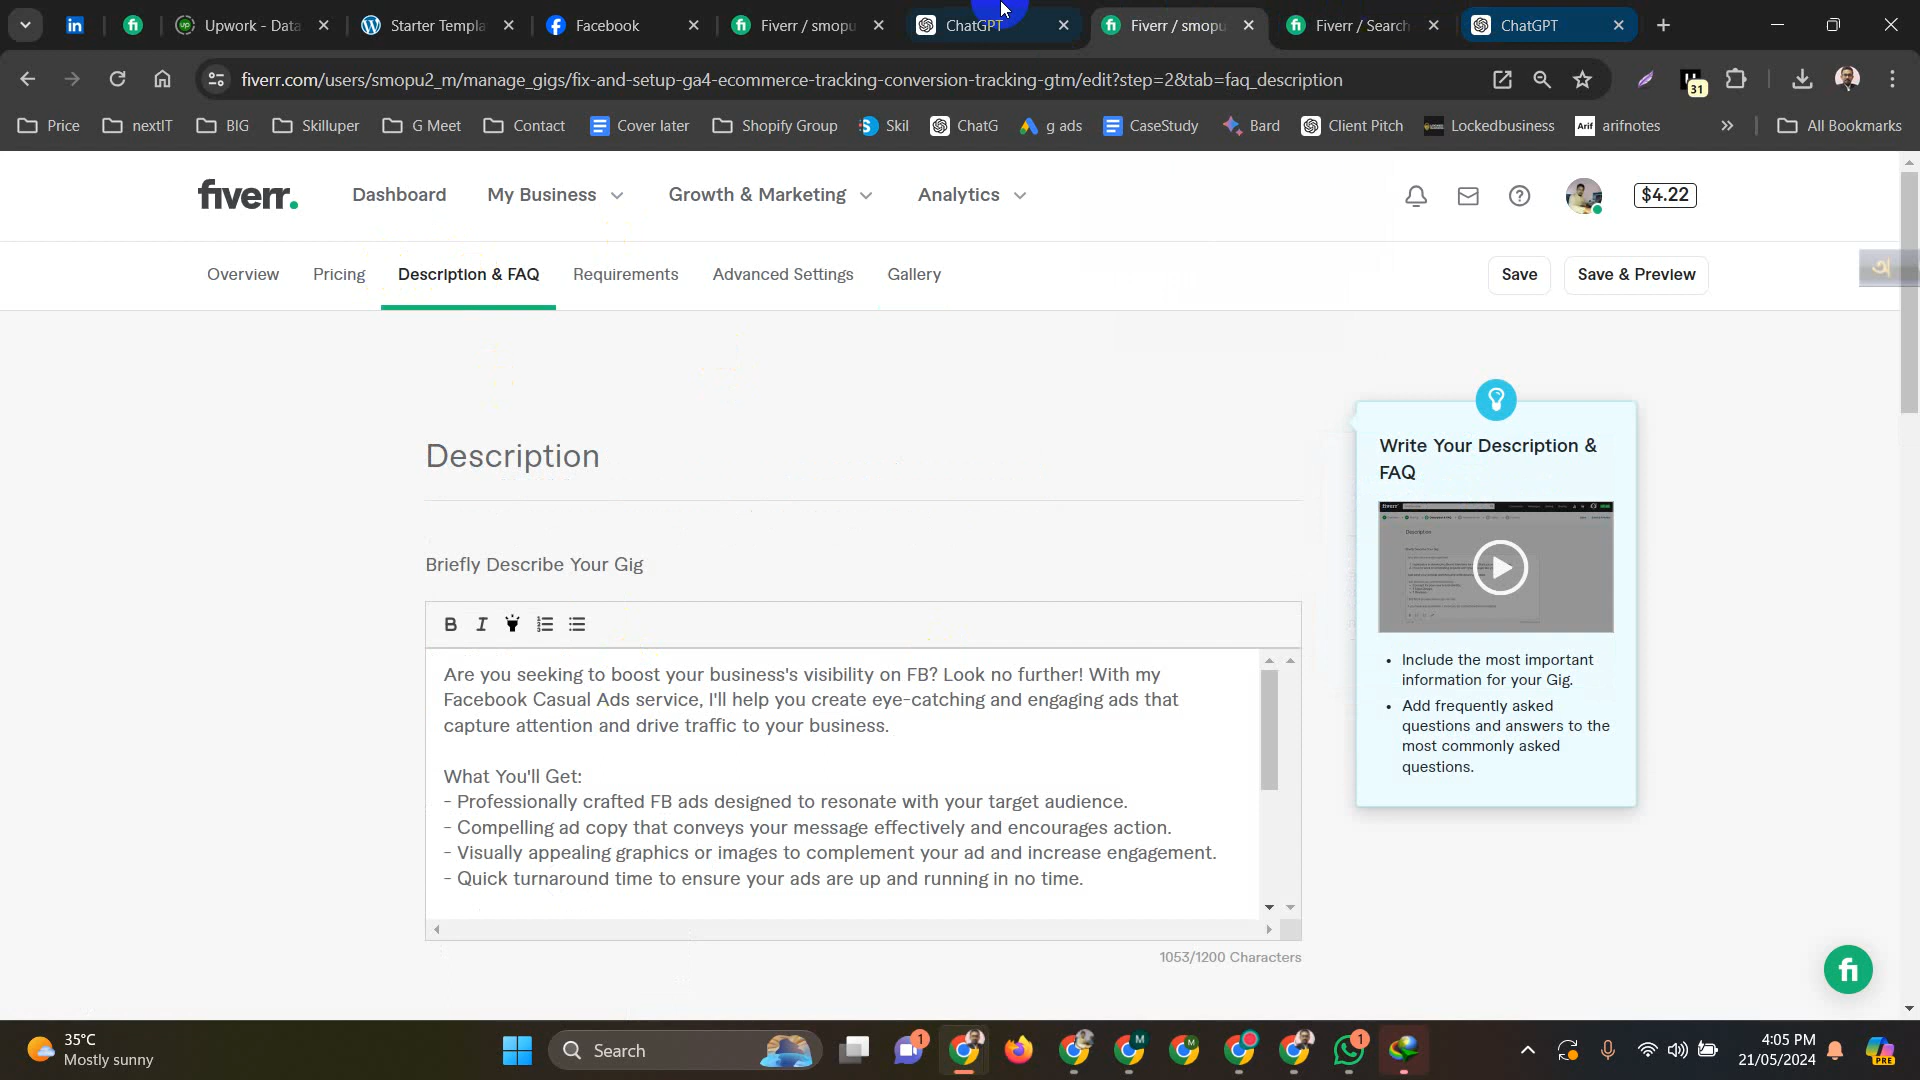 Upwork - Data
Starter Templa
Facebook
Fiverr / smopu
ChatGPT
Fiverr / smopu
Fiverr / Search
ChatGPT
fiverr.com/users/smopu2_m/manage_gigs/fix-and-setup-ga4-ecommerce-tracking-conversion-tracking-gtm/edit?step=2&tab=faq_description
31
Price
nextIT
BIG
Skilluper
G Meet
Contact
Cover later
Shopify Group
Skil
ChatG
g ads
CaseStudy
Bard
Client Pitch
Lockedbusiness
Arif
arifnotes
All Bookmarks
fiverr.
Dashboard
My Business
Growth & Marketing
Analytics
$4.22
Overview
Pricing
Description & FAQ
Requirements
Advanced Settings
Gallery
Save
Save & Preview
অ
Description
Briefly Describe Your Gig
B I
Are you seeking to boost your business's visibility on FB? Look no further! With my
Facebook Casual Ads service, I'll help you create eye-catching and engaging ads that
capture attention and drive traffic to your business.
What You'll Get:
- Professionally crafted FB ads designed to resonate with your target audience.
- Compelling ad copy that conveys your message effectively and encourages action.
- Visually appealing graphics or images to complement your ad and increase engagement.
- Quick turnaround time to ensure your ads are up and running in no time.
1053/1200 Characters
Write Your Description &
FAQ
• Include the most important
information for your Gig.
• Add frequently asked
questions and answers to the
most commonly asked
questions.
fi
35°C
Mostly sunny
Search
1
1
4:05 PM
21/05/2024
PRE